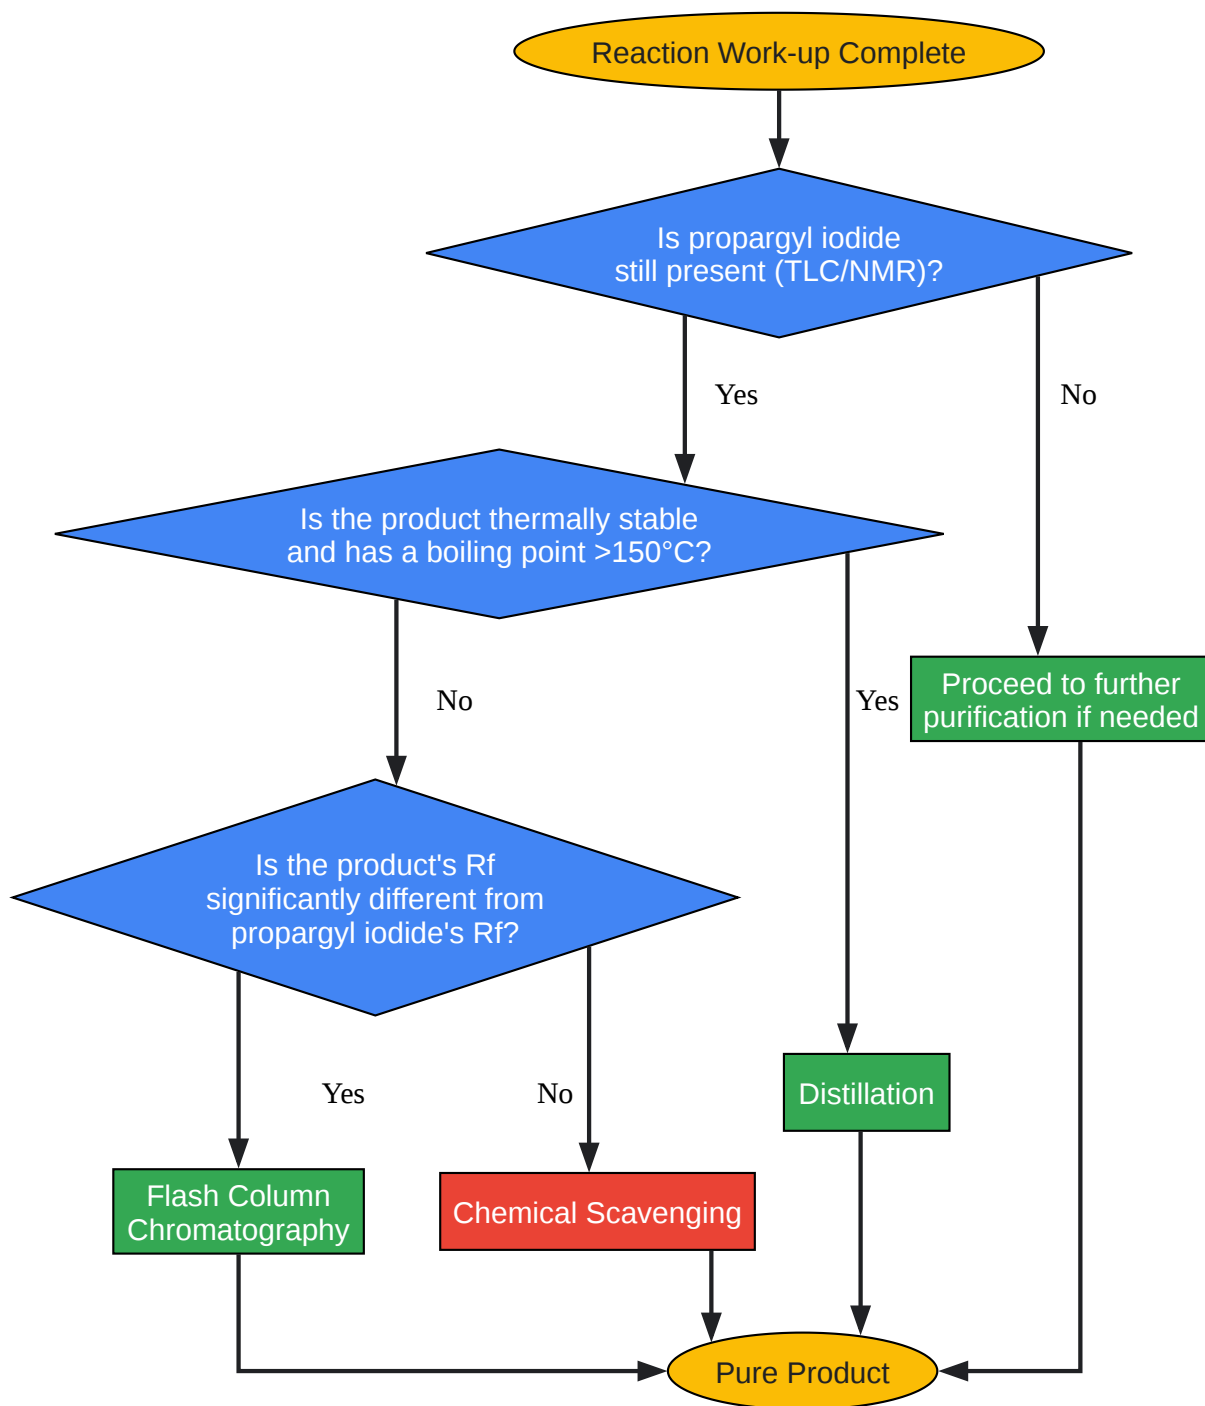 Reaction Work-up Complete
Is propargyl iodide
still present (TLC/NMR)?
Yes
No
Is the product thermally stable
and has a boiling point >150°C?
No
Yes
Proceed to further
purification if needed
Is the product's Rf
significantly different from
propargyl iodide's Rf?
Yes
No
Distillation
Flash Column
Chromatography
Chemical Scavenging
Pure Product